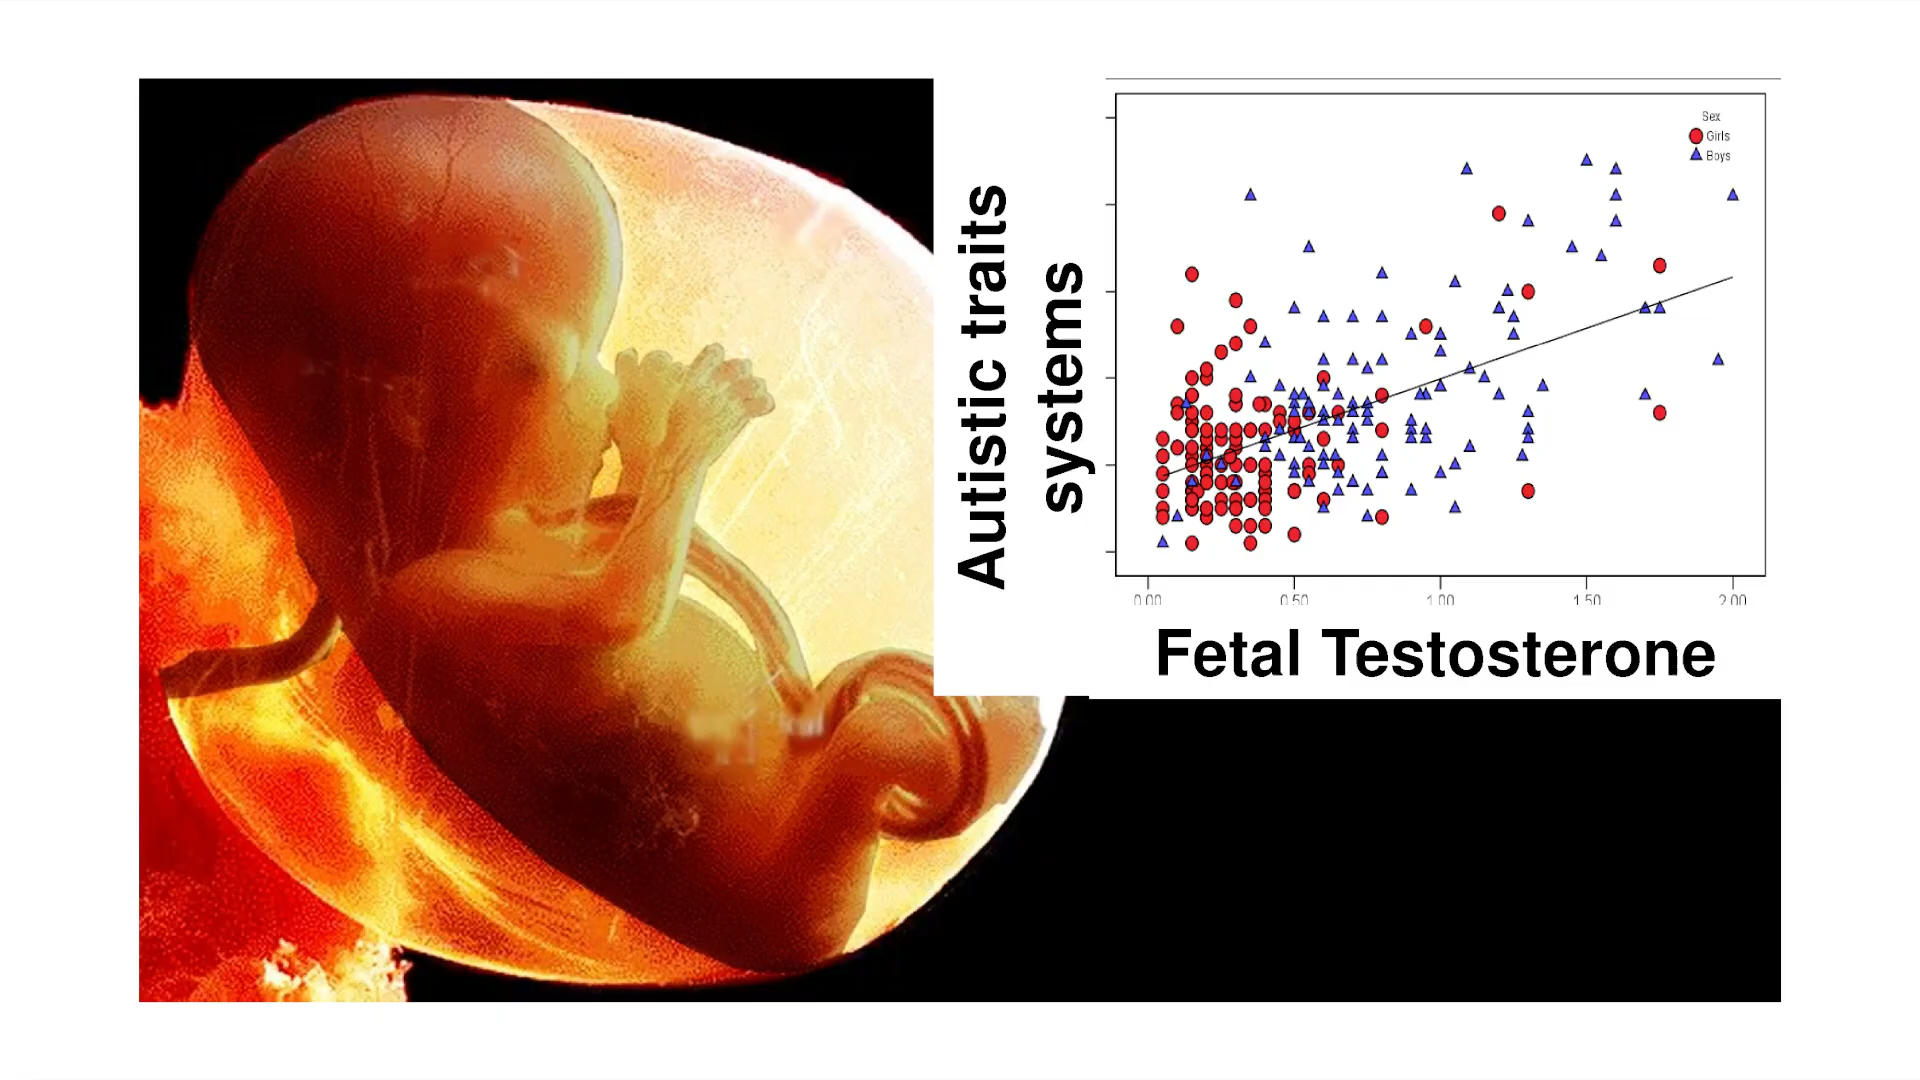 Autistic traits
systems
Sex
Girls
Boys
0.00 0.50 1.00 1.50 2.00
Fetal Testosterone